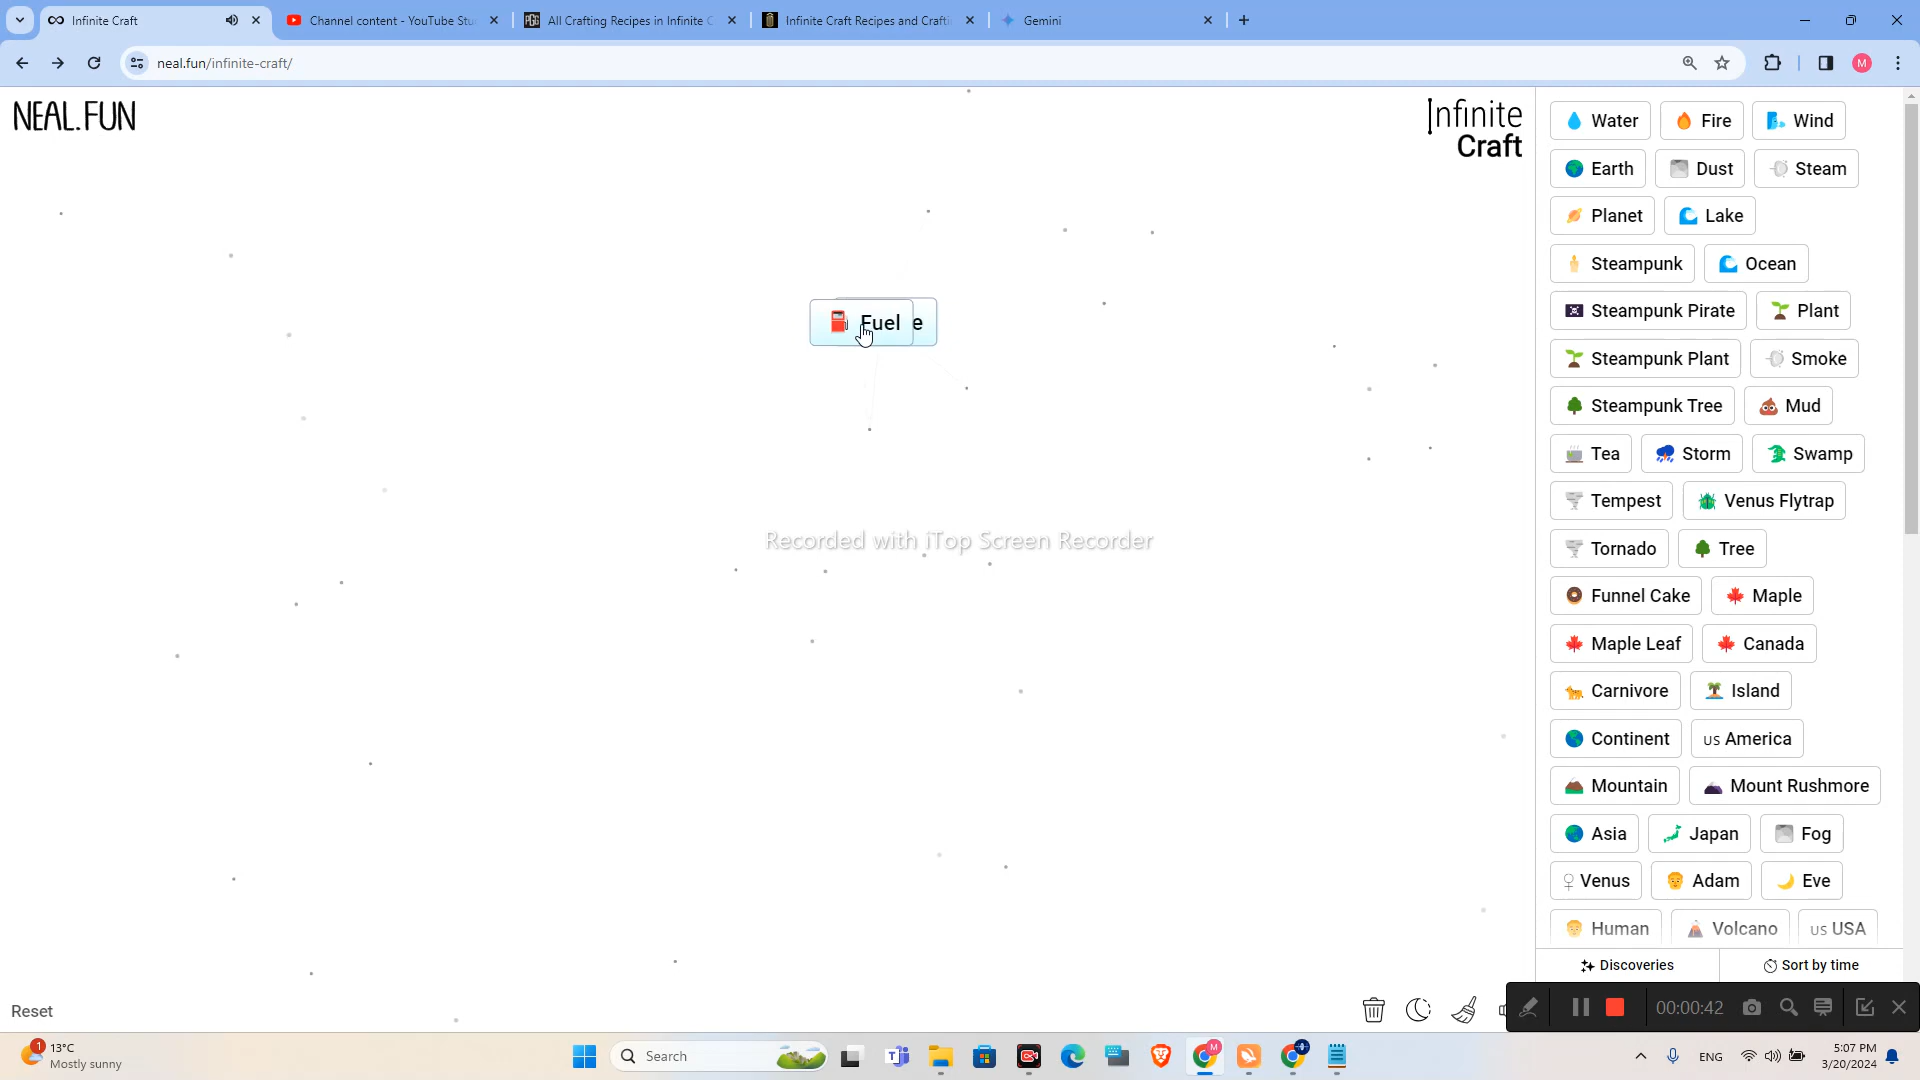 Infinite Craft
Channel content - YouTube Stu
All Crafting Recipes in Infinite C
Infinite Craft Recipes and Crafti
Gemini
neal.fun/infinite-craft/
M
NEAL.FUN
Infinite
Craft
Water Fire Wind
Earth Dust Steam
Planet Lake
Steampunk Ocean
Fuel e
Steampunk Pirate Plant
Steampunk Plant Smoke
Steampunk Tree Mud
Tea Storm Swamp
Tempest Venus Flytrap
Recorded with iTop Screen Recorder
Tornado Tree
Funnel Cake Maple
Maple Leaf Canada
Carnivore Island
Continent US America
Mountain Mount Rushmore
Asia Japan Fog
Venus Adam Eve
Human Volcano US USA
Discoveries Sort by time
Reset
00:00:42
1
13°C
Mostly sunny
Search
M
ENG
5:07 PM
3/20/2024